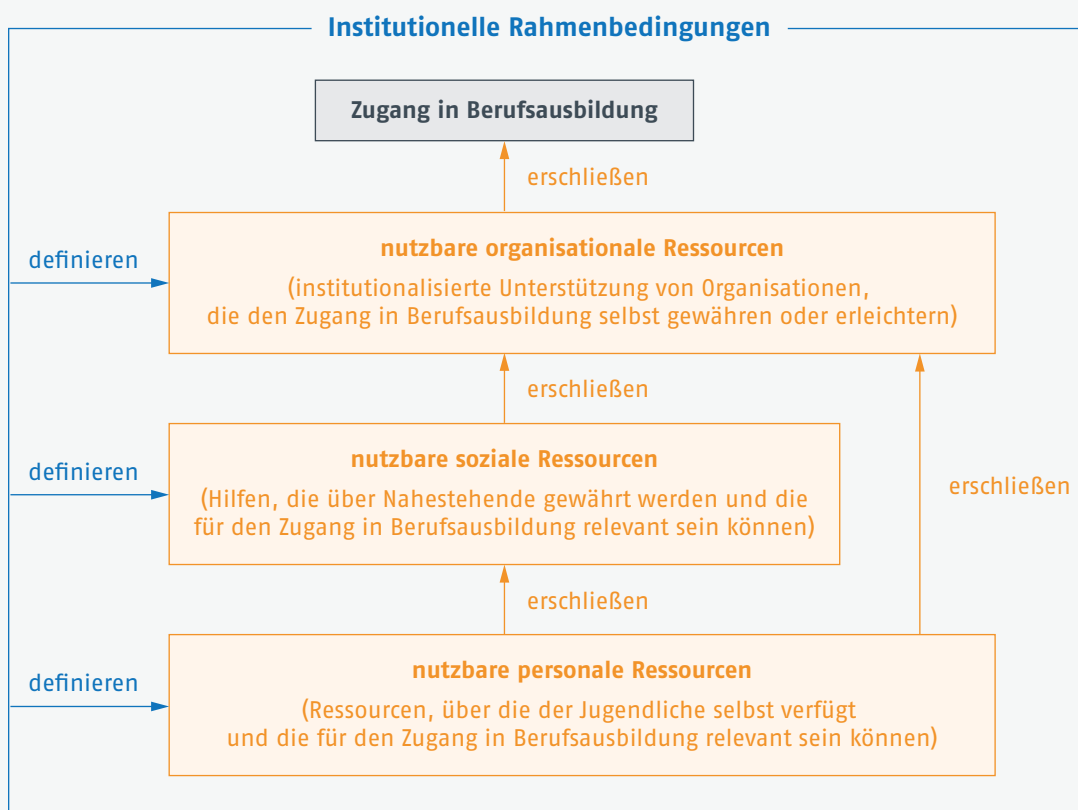 Institutionelle Rahmenbedingungen
Zugang in Berufsausbildung
erschließen
definieren
nutzbare organisationale Ressourcen
(institutionalisierte Unterstützung von Organisationen,
die den Zugang in Berufsausbildung selbst gewähren oder erleichtern)
erschließen
definieren
nutzbare soziale Ressourcen
(Hilfen, die über Nahestehende gewährt werden und die
für den Zugang in Berufsausbildung relevant sein können)
erschließen
erschließen
definieren
nutzbare personale Ressourcen
(Ressourcen, über die der Jugendliche selbst verfügt
und die für den Zugang in Berufsausbildung relevant sein können)